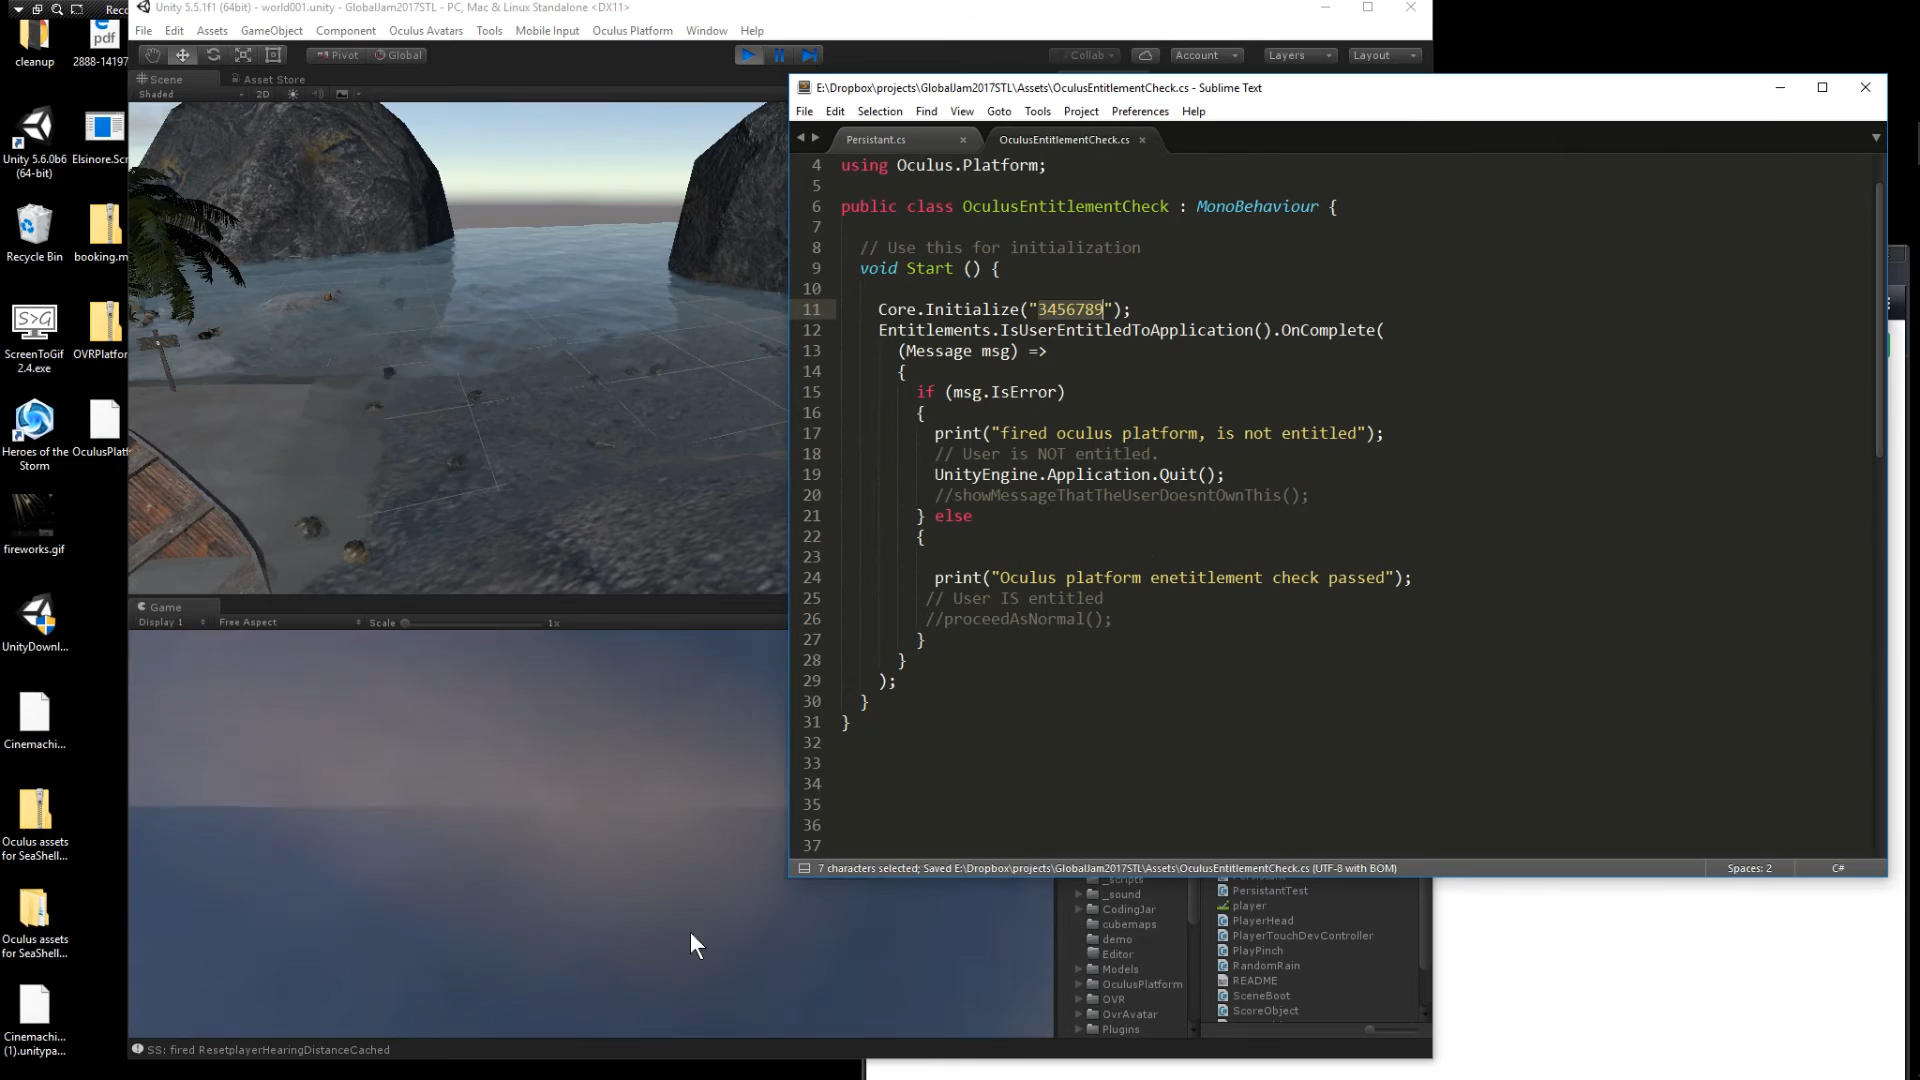 Reco
Unity 5.5.1f1 (64bit) - world001.unity - GlobalJam2017STL - PC, Mac & Linux Standalone <DX11>
File Edit Assets GameObject Component Oculus Avatars Tools Mobile Input Oculus Platform Window Help
Pivot Global Collab Account Layers Layout
Scene Asset Store
Shaded 2D
cleanup
pdf
2888-14197
Unity 5.6.0b6
(64-bit)
Elsinore.Scr
Recycle Bin
booking.m
S>G
ScreenToGif
2.4.exe
OVRPlatfor
Heroes of the
Storm
OculusPlatf
fireworks.gif
UnityDownl...
Cinemachi...
Oculus assets
for SeaShell...
Oculus assets
for SeaShell...
Cinemachi...
(1).unitypa...
E:\Dropbox\projects\GlobalJam2017STL\Assets\OculusEntitlementCheck.cs - Sublime Text
File Edit Selection Find View Goto Tools Project Preferences Help
Persistant.cs OculusEntitlementCheck.cs
4 using Oculus.Platform;
5
6 public class OculusEntitlementCheck : MonoBehaviour {
7
8 // Use this for initialization
9 void Start () {
10
11 Core.Initialize("3456789");
12 Entitlements.IsUserEntitledToApplication().OnComplete(
13 (Message msg) =>
14 {
15 if (msg.IsError)
16 {
17 print("fired oculus platform, is not entitled");
18 // User is NOT entitled.
19 UnityEngine.Application.Quit();
20 //showMessageThatTheUserDoesntOwnThis();
21 } else
22 {
23
24 print("Oculus platform enetitlement check passed");
25 // User IS entitled
26 //proceedAsNormal();
27 }
28 }
29 );
30 }
31 }
32
33
34
35
36
37
7 characters selected; Saved E:\Dropbox\projects\GlobalJam2017STL\Assets\OculusEntitlementCheck.cs (UTF-8 with BOM) Spaces: 2 C#
Game
Display 1 Free Aspect Scale 1x
_scripts
_sound
CodingJar
cubemaps
demo
Editor
Models
OculusPlatform
OVR
OvrAvatar
Plugins
PersistantTest
player
PlayerHead
PlayerTouchDevController
PlayPinch
RandomRain
README
SceneBoot
ScoreObject
SS: fired ResetplayerHearingDistanceCached